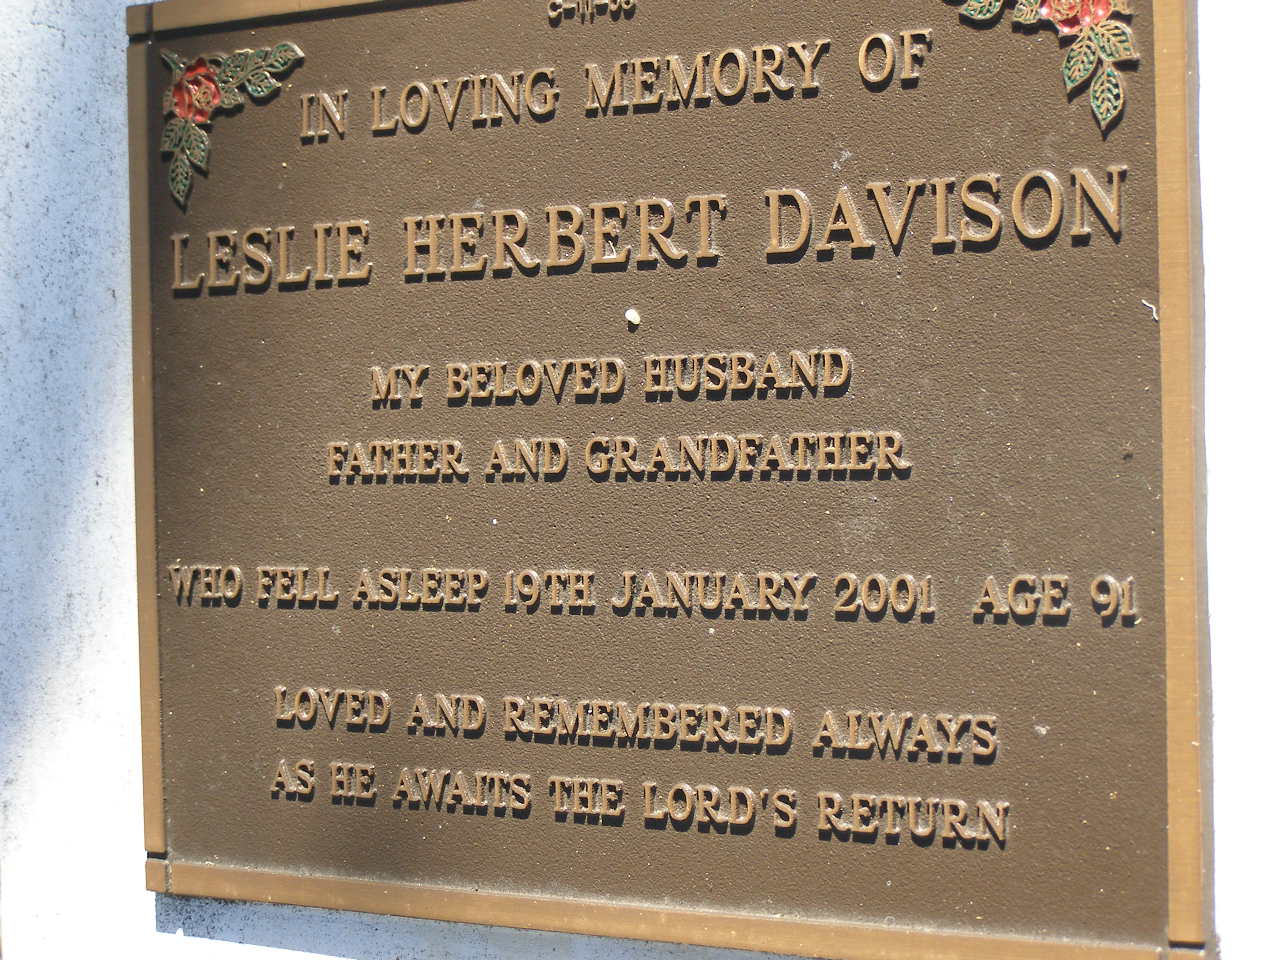 IN LOVING MEMORY OF
LESLIE HERBERT DAVISON
MY BELOVED HUSBAND
FATHER AND GRANDFATHER
WHO FELL ASLEEP 19TH JANUARY 2001 AGE 91
LOVED AND REMEMBERED ALWAYS
AS HE AWAITS THE LORD'S RETURN